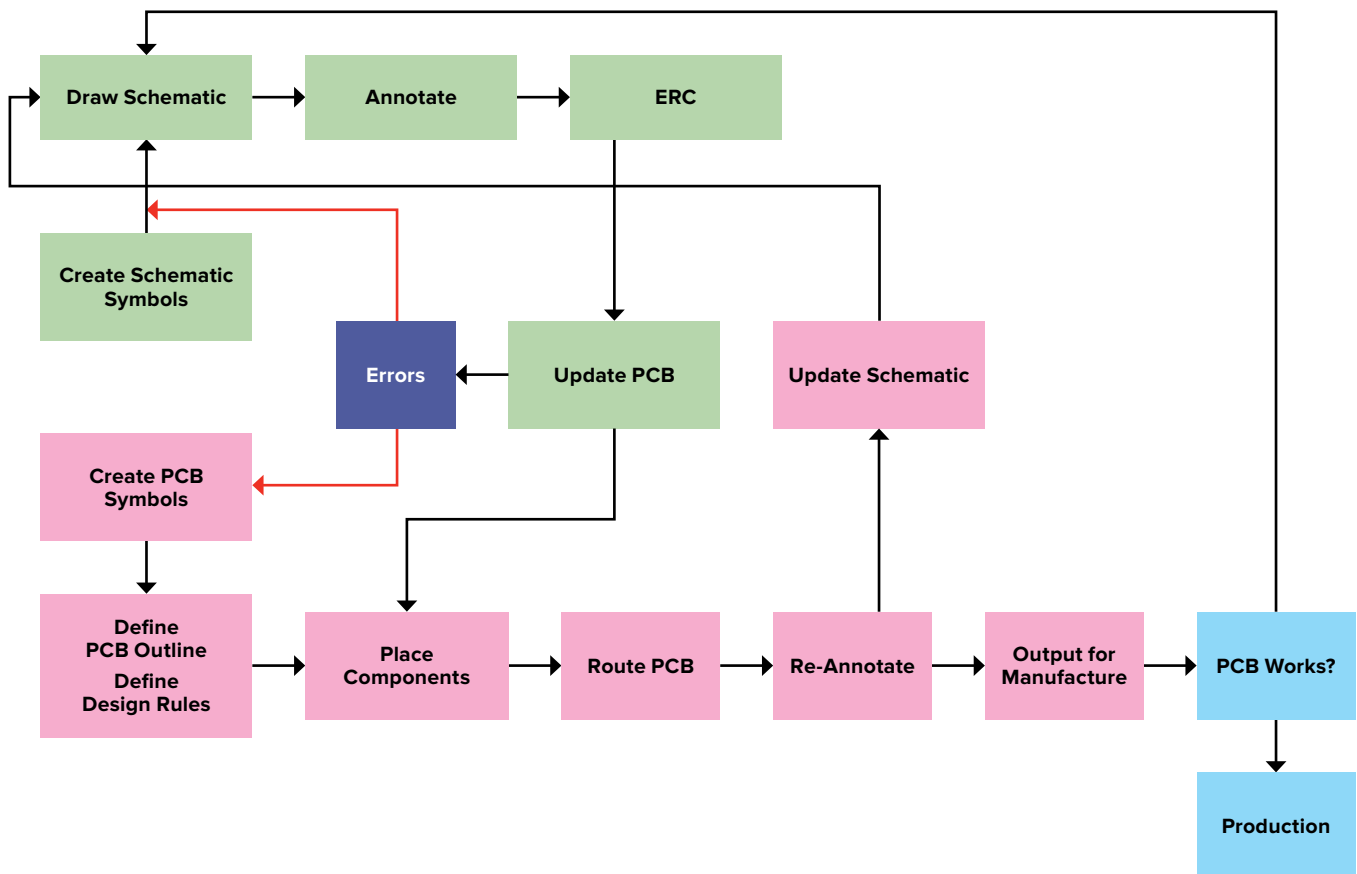 Draw Schematic
Annotate
ERC
Create Schematic
Symbols
Errors
Update PCB
Update Schematic
Create PCB
Symbols
Define
PCB Outline
Define
Design Rules
Place
Components
Route PCB
Re-Annotate
Output for
Manufacture
PCB Works?
Production